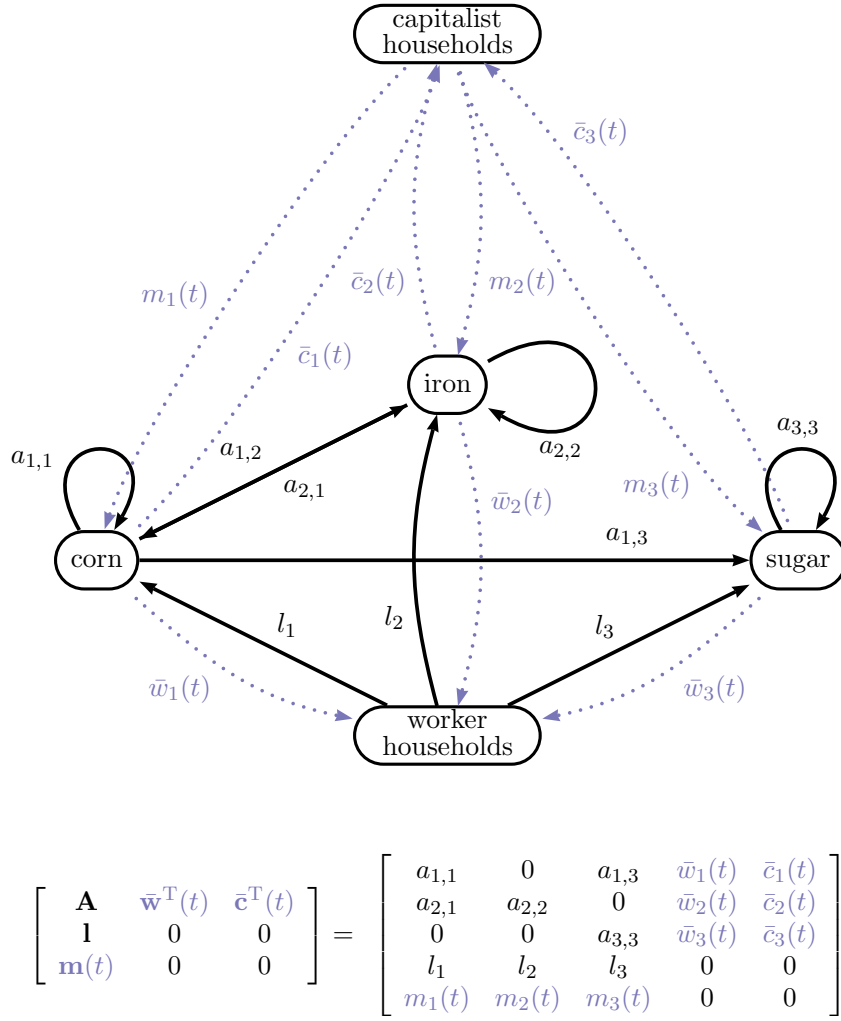 capitalist
households
c̄₃(t)
m₁(t)
c̄₂(t)
m₂(t)
c̄₁(t)
iron
a₁,₁
a₁,₂
a₂,₁
a₂,₂
a₃,₃
m₃(t)
w̄₂(t)
a₁,₃
corn
sugar
l₁
l₂
l₃
w̄₁(t)
w̄₃(t)
worker
households
[ A w̄ᵀ(t) c̄ᵀ(t) ; l 0 0 ; m(t) 0 0 ] = [ a₁,₁ 0 a₁,₃ w̄₁(t) c̄₁(t) ; a₂,₁ a₂,₂ 0 w̄₂(t) c̄₂(t) ; 0 0 a₃,₃ w̄₃(t) c̄₃(t) ; l₁ l₂ l₃ 0 0 ; m₁(t) m₂(t) m₃(t) 0 0 ]